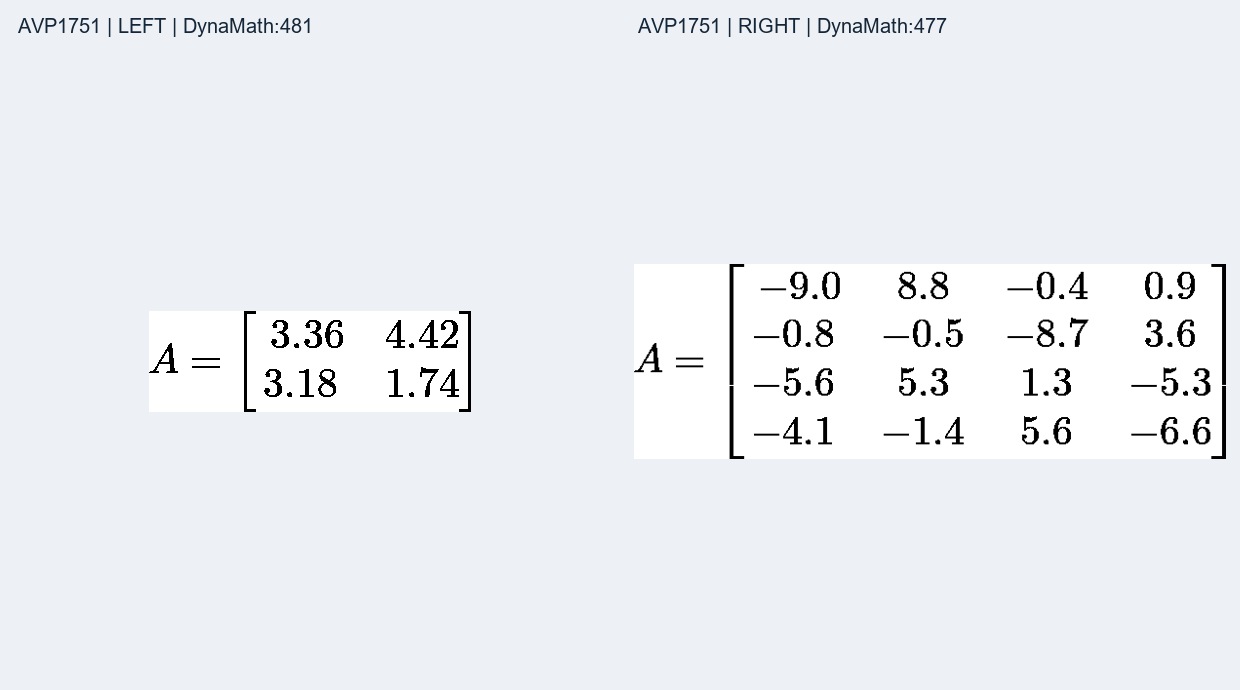 AVP1751 | LEFT | DynaMath:481
A = [3.36 4.42
3.18 1.74]
AVP1751 | RIGHT | DynaMath:477
A = [−9.0 8.8 −0.4 0.9
−0.8 −0.5 −8.7 3.6
−5.6 5.3 1.3 −5.3
−4.1 −1.4 5.6 −6.6]